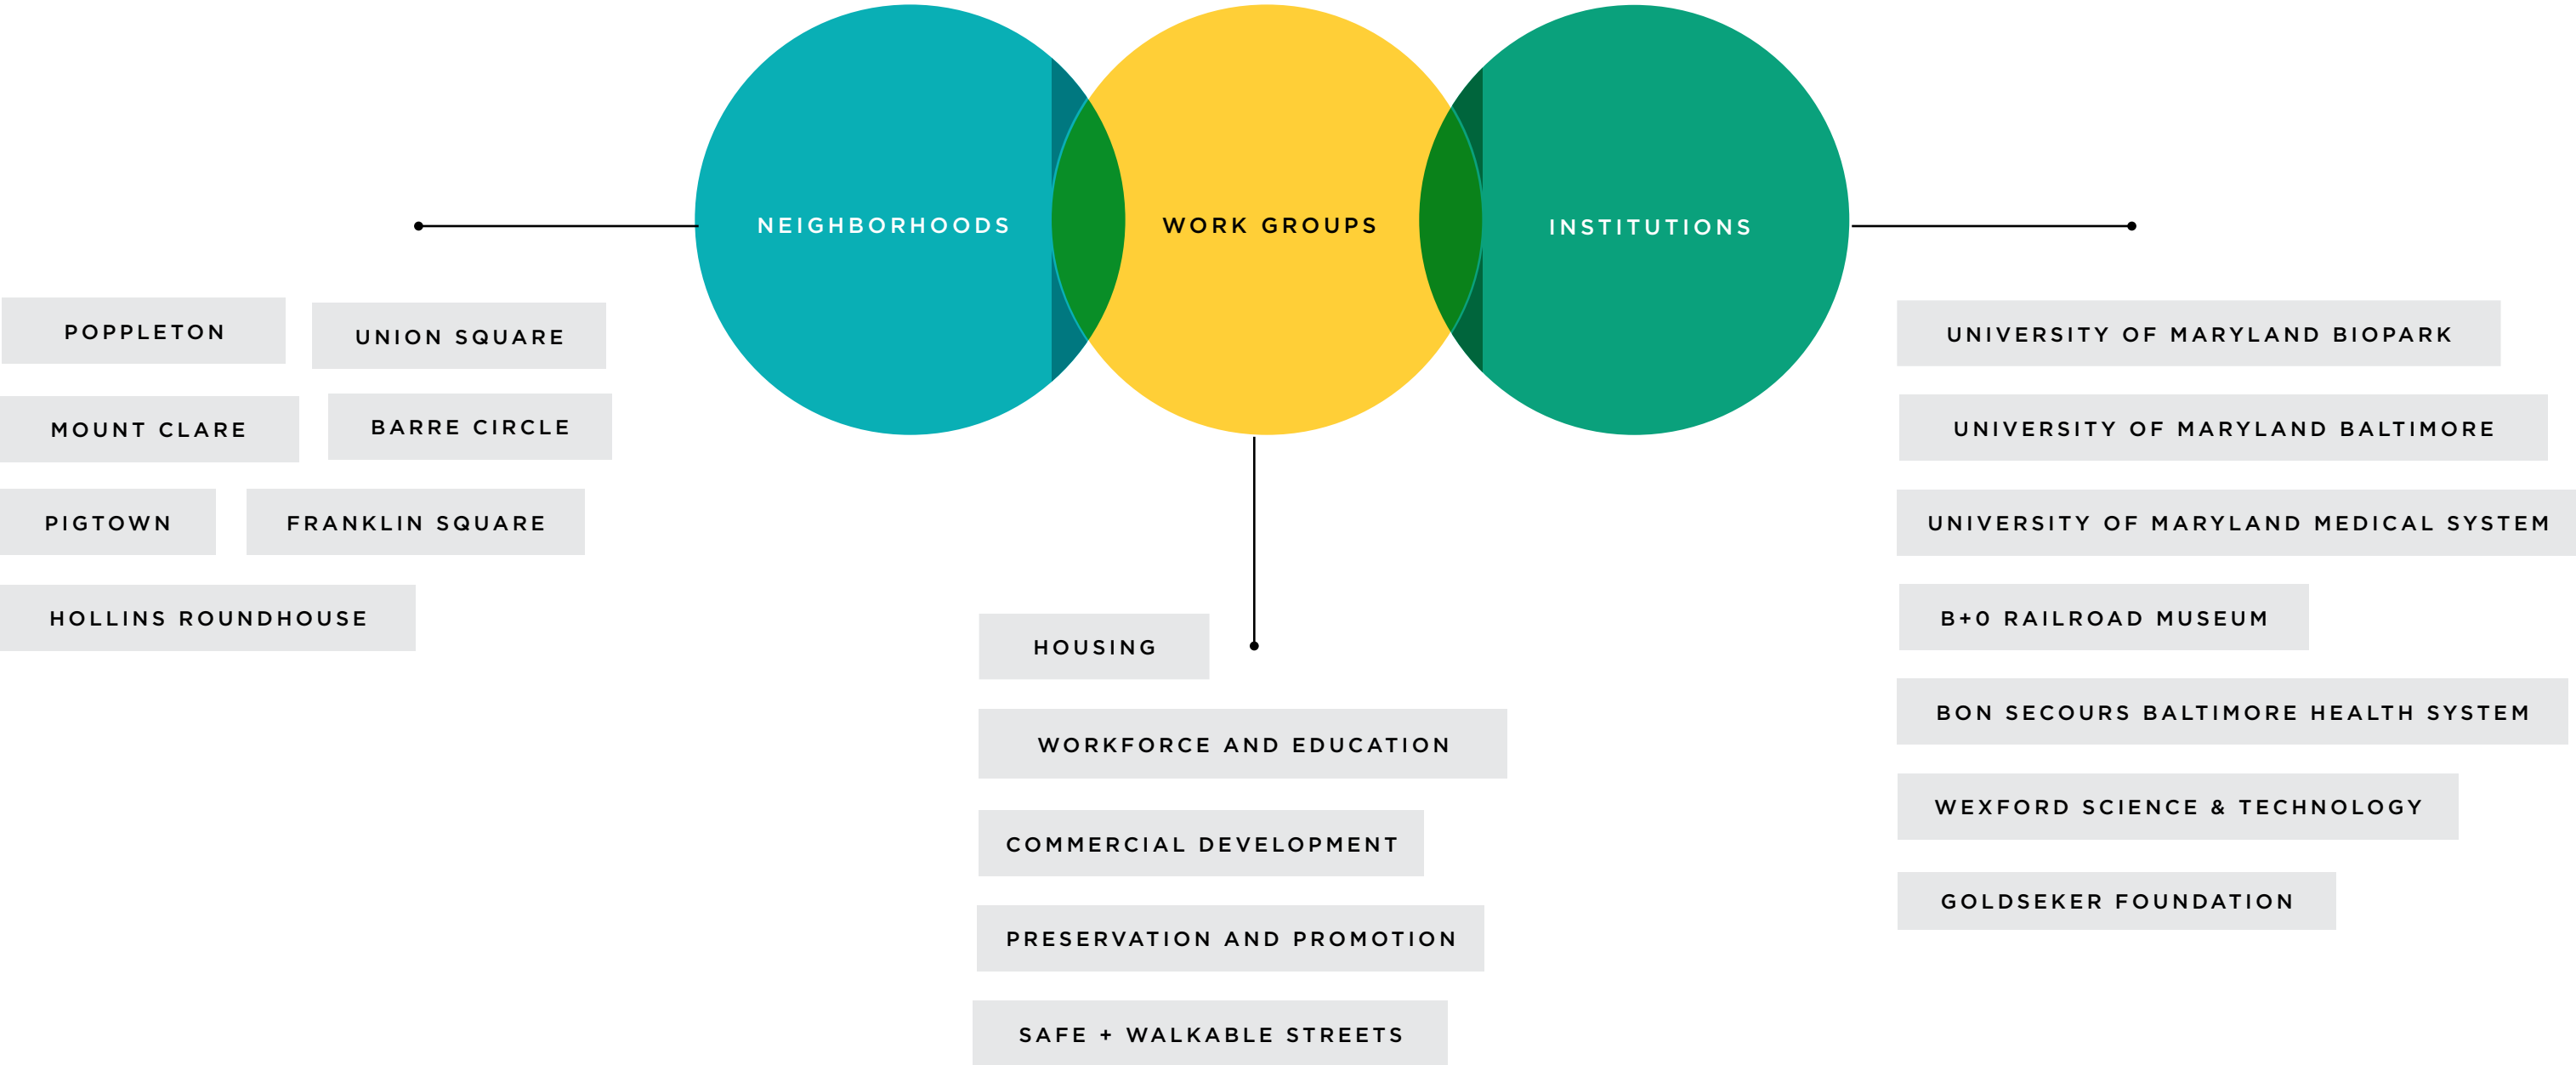 NEIGHBORHOODS
WORK GROUPS
INSTITUTIONS
POPPLETON
UNION SQUARE
MOUNT CLARE
BARRE CIRCLE
PIGTOWN
FRANKLIN SQUARE
HOLLINS ROUNDHOUSE
HOUSING
WORKFORCE AND EDUCATION
COMMERCIAL DEVELOPMENT
PRESERVATION AND PROMOTION
SAFE + WALKABLE STREETS
UNIVERSITY OF MARYLAND BIOPARK
UNIVERSITY OF MARYLAND BALTIMORE
UNIVERSITY OF MARYLAND MEDICAL SYSTEM
B+0 RAILROAD MUSEUM
BON SECOURS BALTIMORE HEALTH SYSTEM
WEXFORD SCIENCE & TECHNOLOGY
GOLDSEKER FOUNDATION